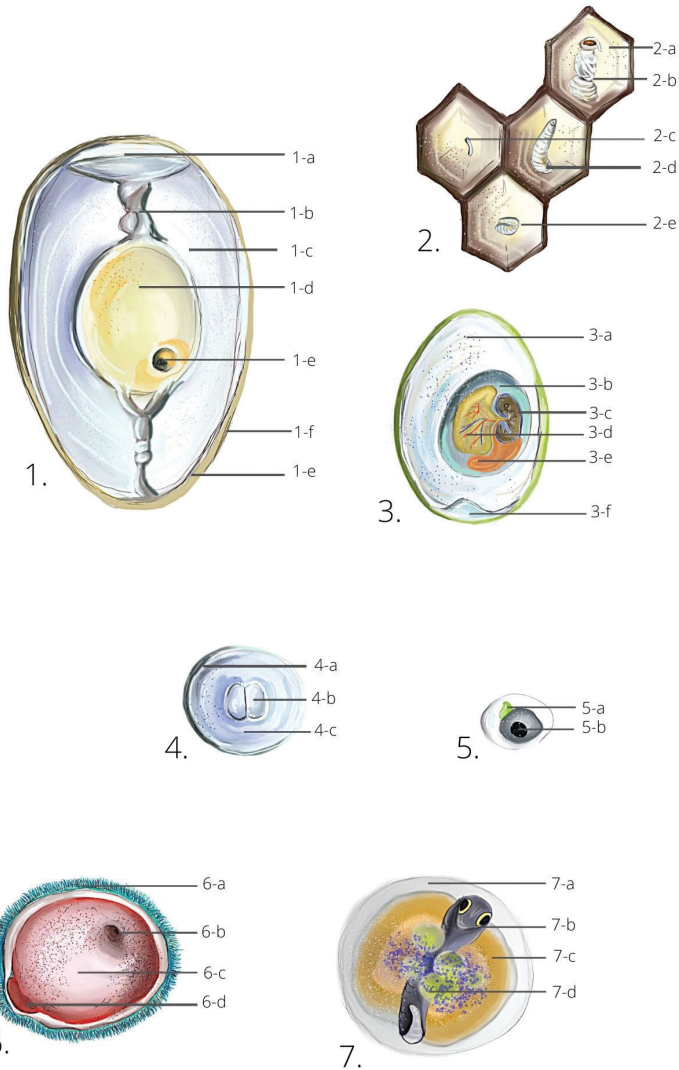 1-a
1-b
1-c
1-d
1-e
1-f
1-e
1.
2-a
2-b
2-c
2-d
2-e
2.
3-a
3-b
3-c
3-d
3-e
3-f
3.
4-a
4-b
4-c
4.
5-a
5-b
5.
6-a
6-b
6-c
6-d
7-a
7-b
7-c
7-d
7.